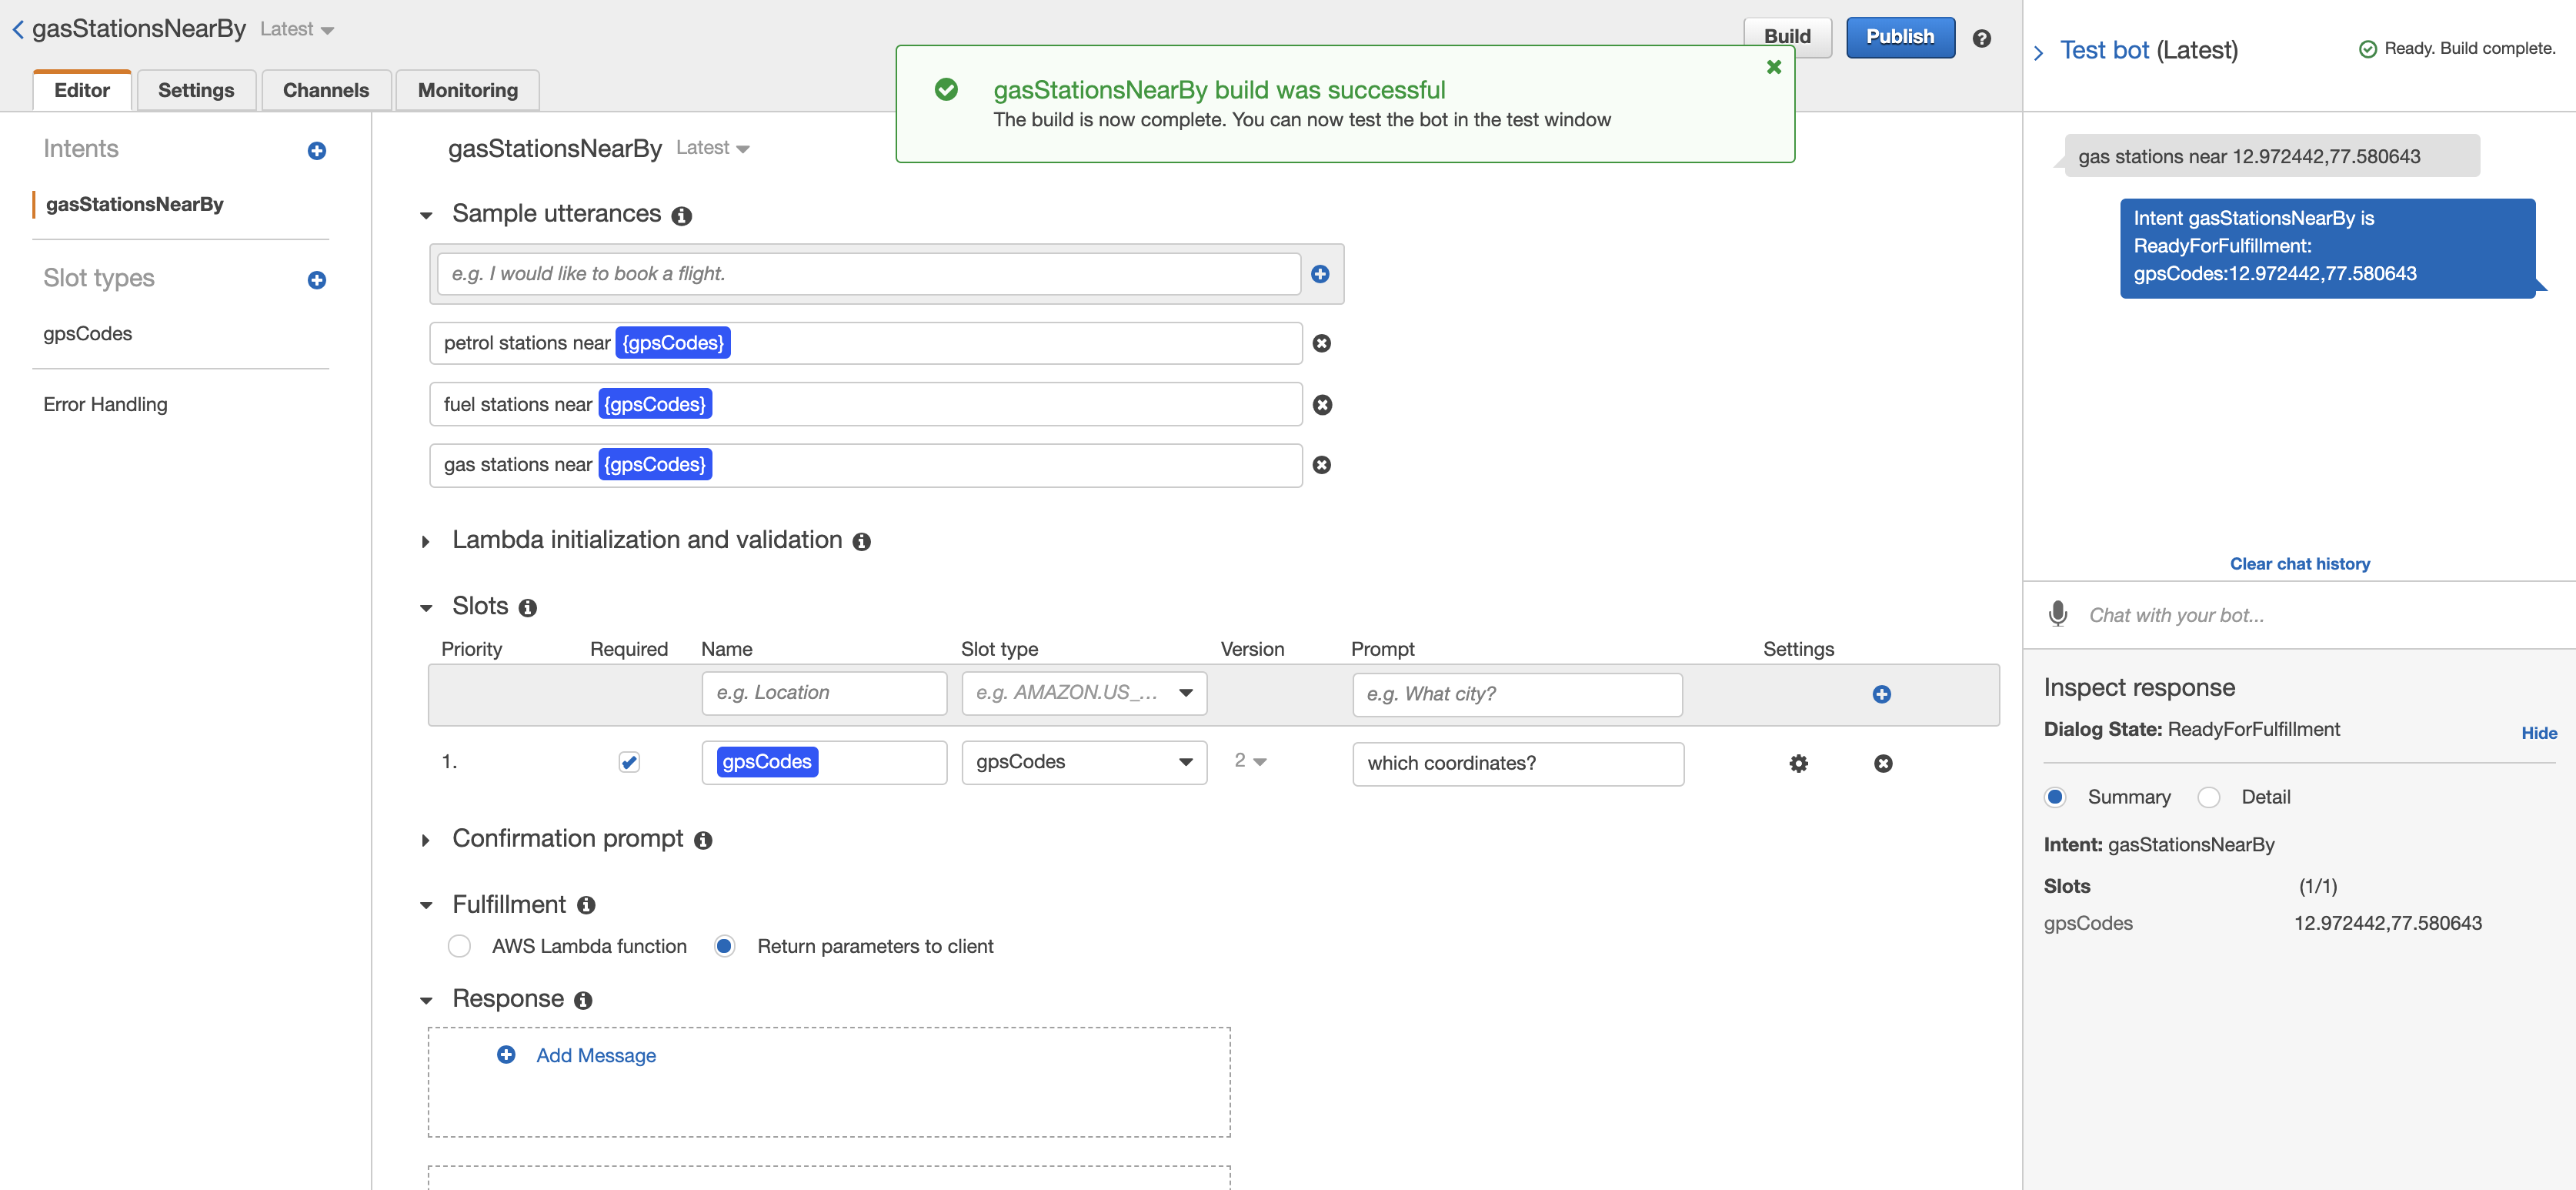 gasStationsNearBy Latest
Build Publish
Editor Settings Channels Monitoring
gasStationsNearBy build was successful
The build is now complete. You can now test the bot in the test window
Intents
gasStationsNearBy
Slot types
gpsCodes
Error Handling
gasStationsNearBy Latest
Sample utterances
e.g. I would like to book a flight.
petrol stations near {gpsCodes}
fuel stations near {gpsCodes}
gas stations near {gpsCodes}
Lambda initialization and validation
Slots
Priority Required Name Slot type Version Prompt Settings
e.g. Location e.g. AMAZON.US_... e.g. What city?
1. gpsCodes gpsCodes 2 which coordinates?
Confirmation prompt
Fulfillment
AWS Lambda function Return parameters to client
Response
Add Message
Test bot (Latest) Ready. Build complete.
gas stations near 12.972442,77.580643
Intent gasStationsNearBy is
ReadyForFulfillment:
gpsCodes:12.972442,77.580643
Clear chat history
Chat with your bot...
Inspect response
Dialog State: ReadyForFulfillment
Hide
Summary Detail
Intent: gasStationsNearBy
Slots (1/1)
gpsCodes 12.972442,77.580643